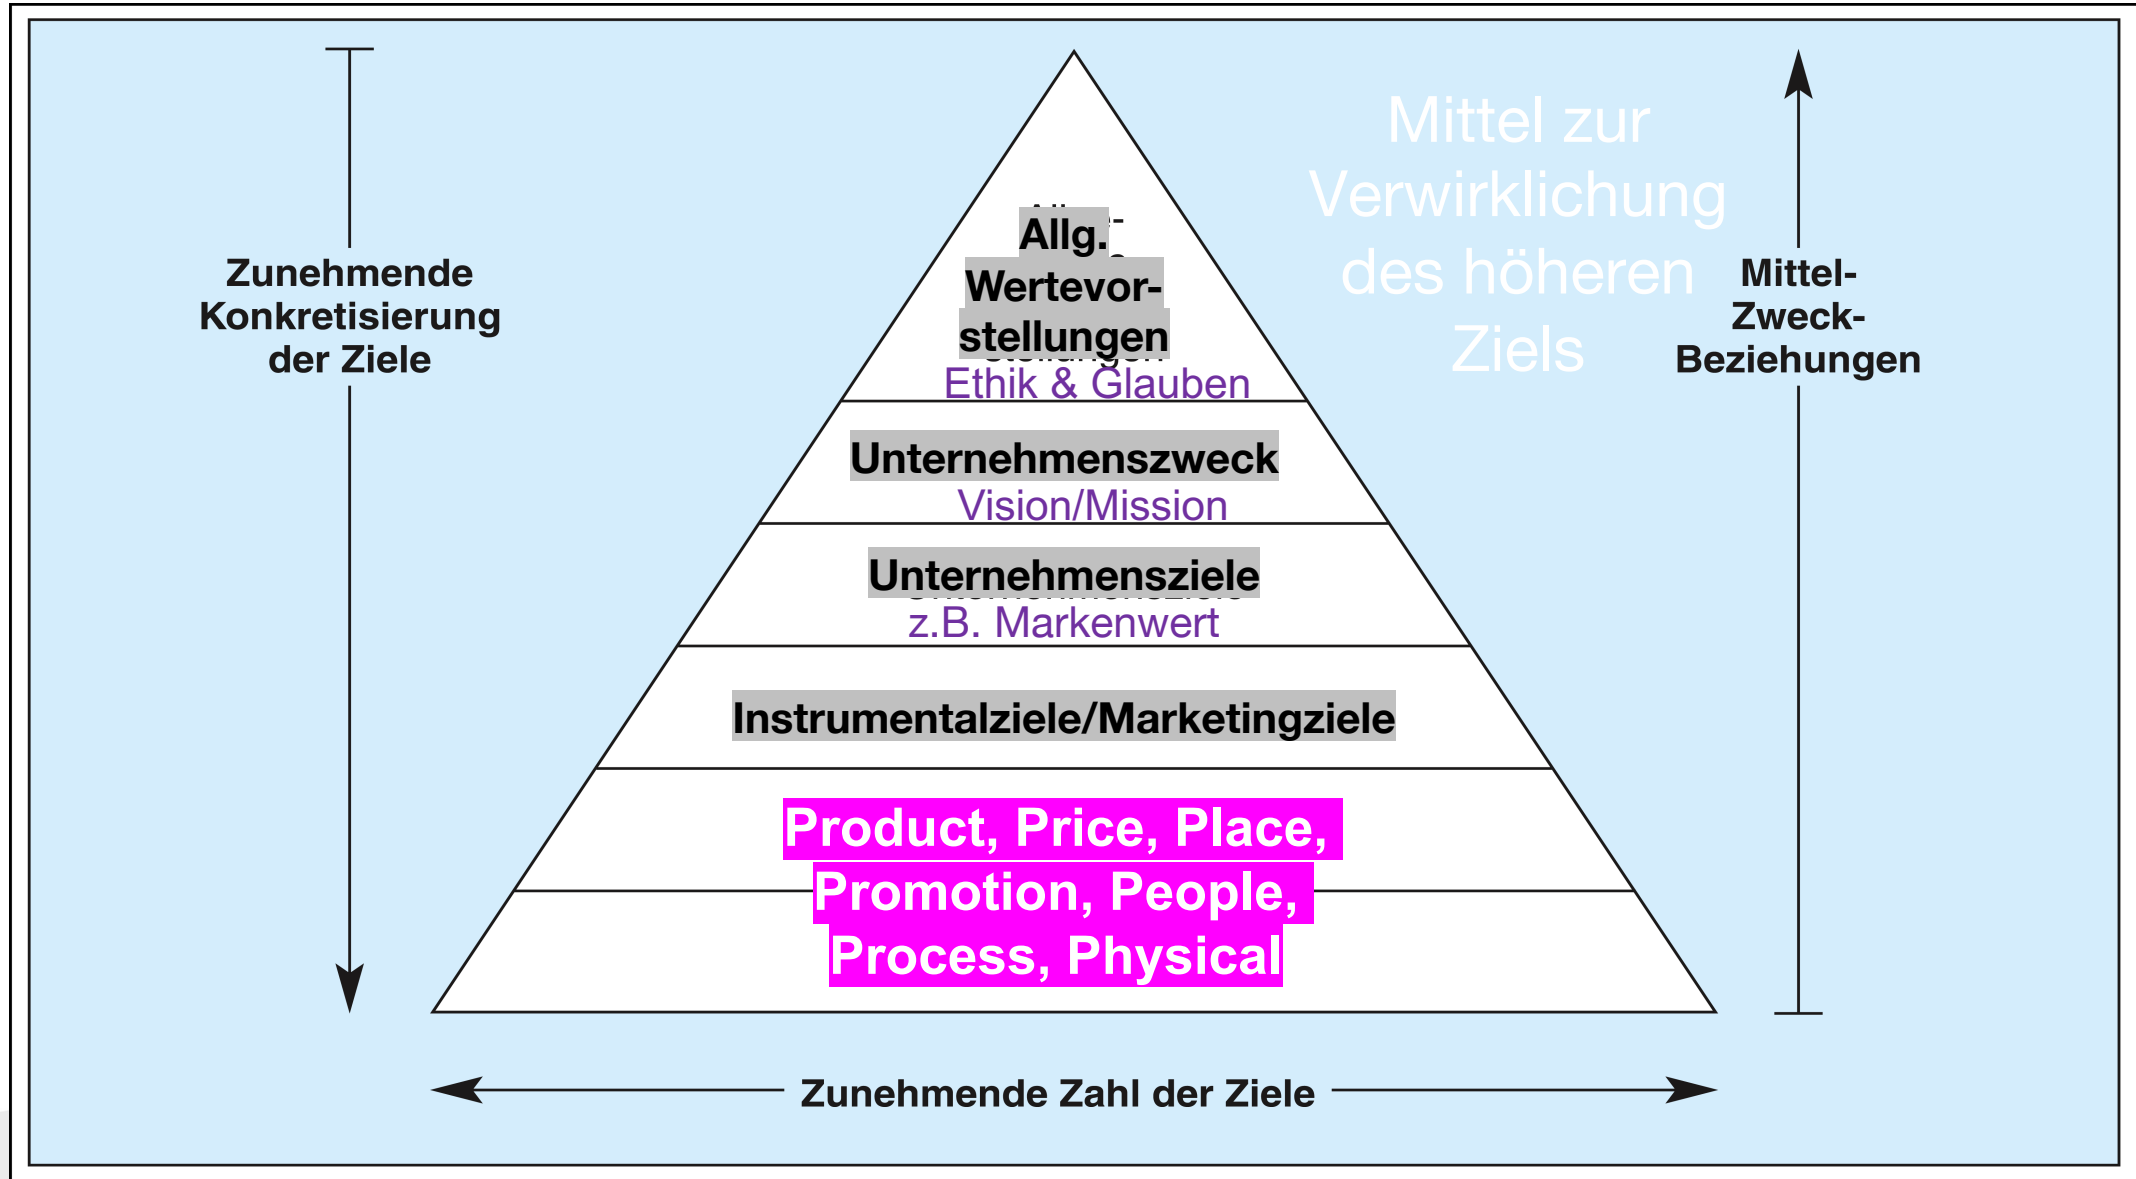 Mittel zur
Verwirklichung
des höheren
Ziels
Zunehmende
Konkretisierung
der Ziele
Mittel-
Zweck-
Beziehungen
Allg.
Wertevor-
stellungen
Ethik & Glauben
Unternehmenszweck
Vision/Mission
Unternehmensziele
z.B. Markenwert
Instrumentalziele/Marketingziele
Product, Price, Place,
Promotion, People,
Process, Physical
Zunehmende Zahl der Ziele